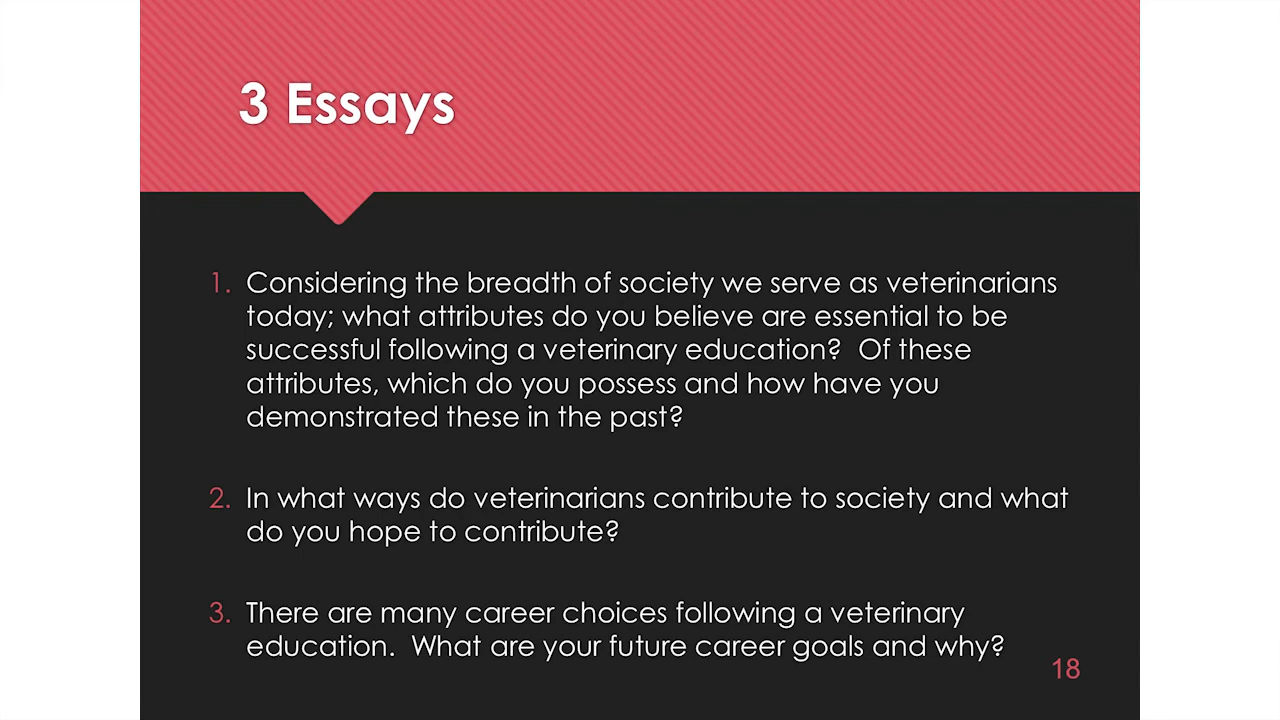 3 Essays
1. Considering the breadth of society we serve as veterinarians
today; what attributes do you believe are essential to be
successful following a veterinary education?  Of these
attributes, which do you possess and how have you
demonstrated these in the past?
2. In what ways do veterinarians contribute to society and what
do you hope to contribute?
3. There are many career choices following a veterinary
education.  What are your future career goals and why?
18